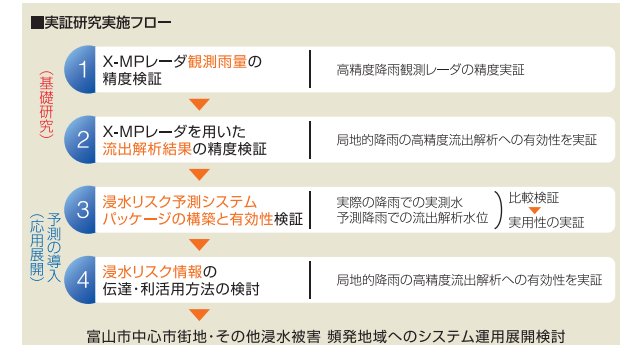 ■実証研究実施フロー
(基礎研究)
1
X-MPレーダ観測雨量の
精度検証
高精度降雨観測レーダの精度実証
2
X-MPレーダを用いた
流出解析結果の精度検証
局地的降雨の高精度流出解析への有効性を実証
予測の導入
(応用展開)
3
浸水リスク予測システム
パッケージの構築と有効性検証
実際の降雨での実測水
予測降雨での流出解析水位
比較検証
実用性の実証
4
浸水リスク情報の
伝達・利活用方法の検討
局地的降雨の高精度流出解析への有効性を実証
富山市中心市街地・その他浸水被害 頻発地域へのシステム運用展開検討